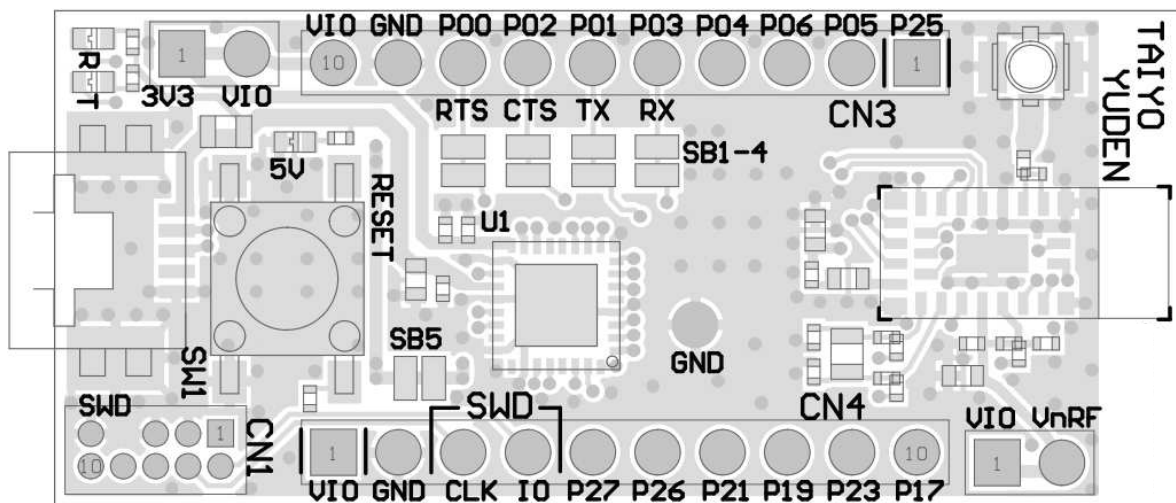 VIO GND P00 P02 P01 P03 P04 P06 P05 P25
1 10 1
R
T
3V3 VIO
RTS CTS TX RX
CN3
TAIYO
YUDEN
5V
SB1-4
RESET
U1
SB5
GND
SW1
SWD
CN1
1
10
SWD
CN4
1 10
VIO GND CLK IO P27 P26 P21 P19 P23 P17
VIO VnRF
1